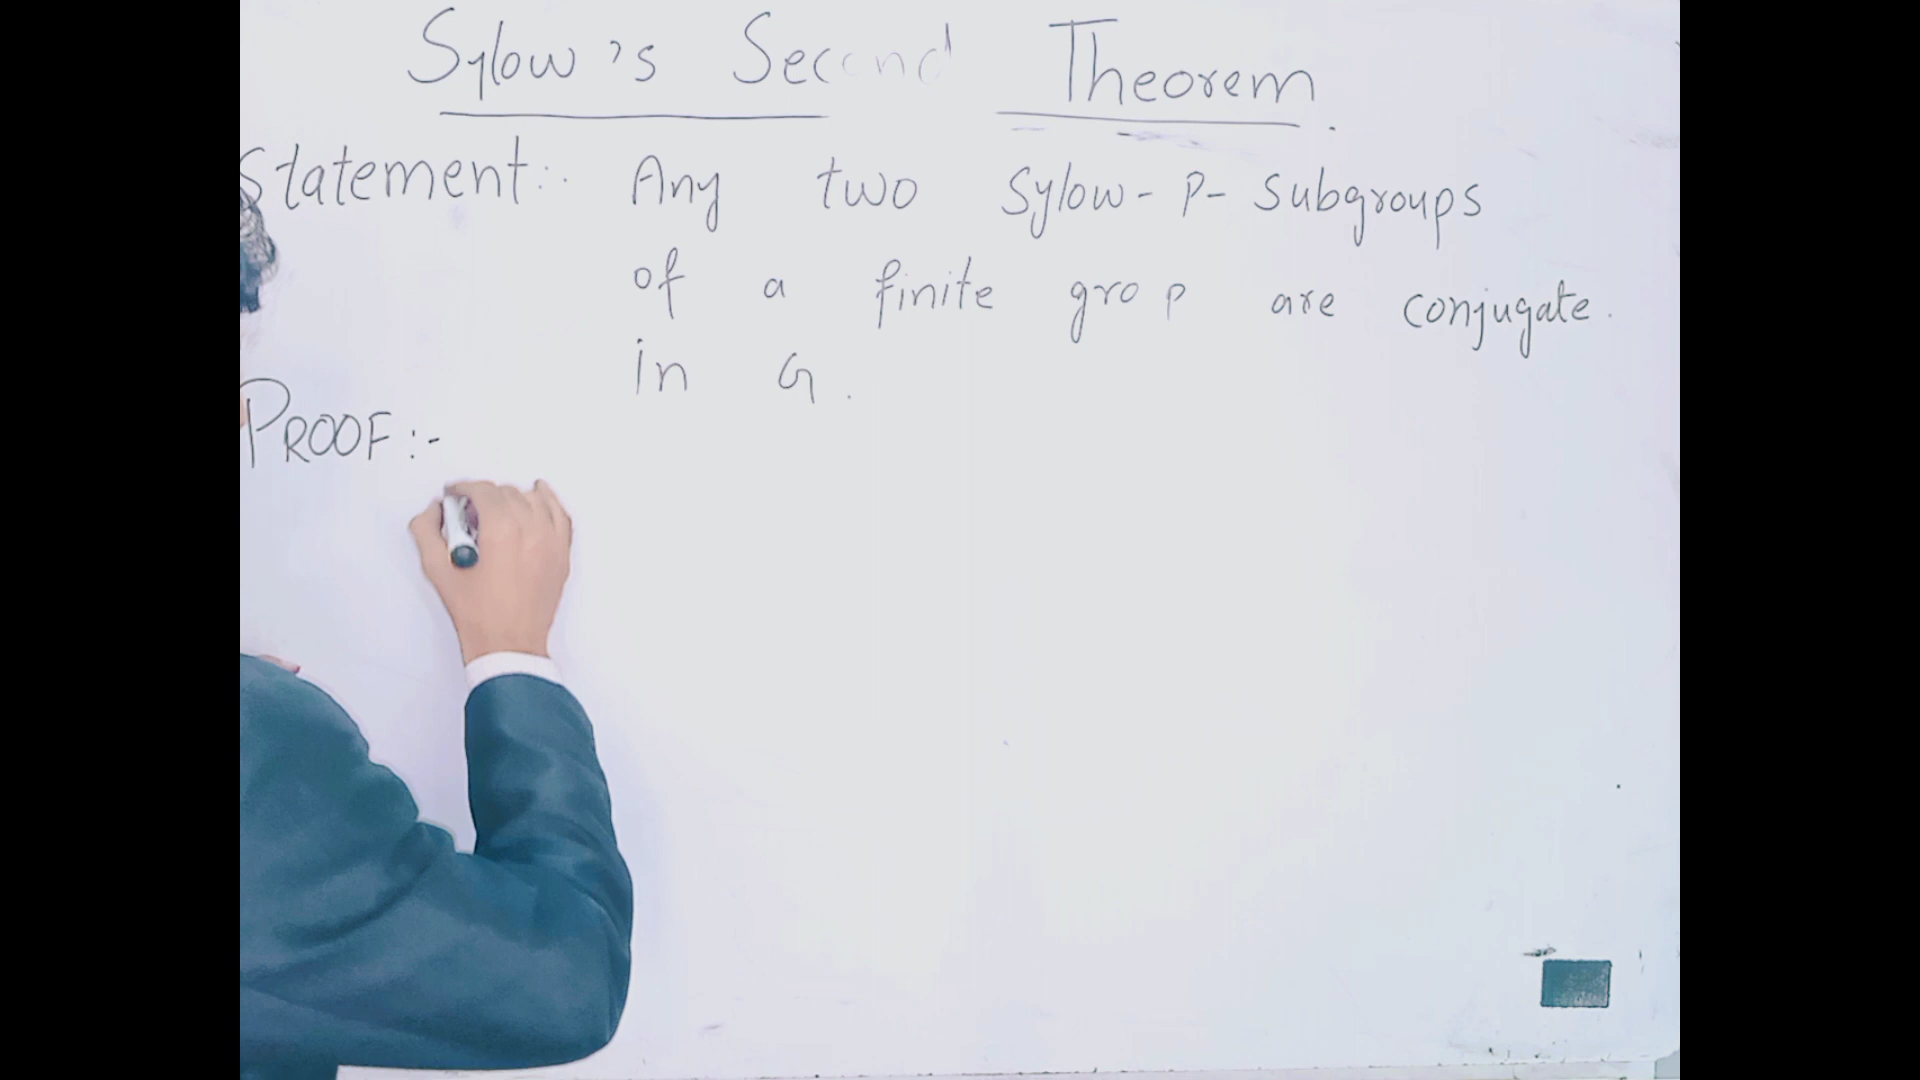 Sylow's Second Theorem.
Statement:. Any two Sylow-p-subgroups
of a finite grop are conjugate.
in G.
PROOF:-